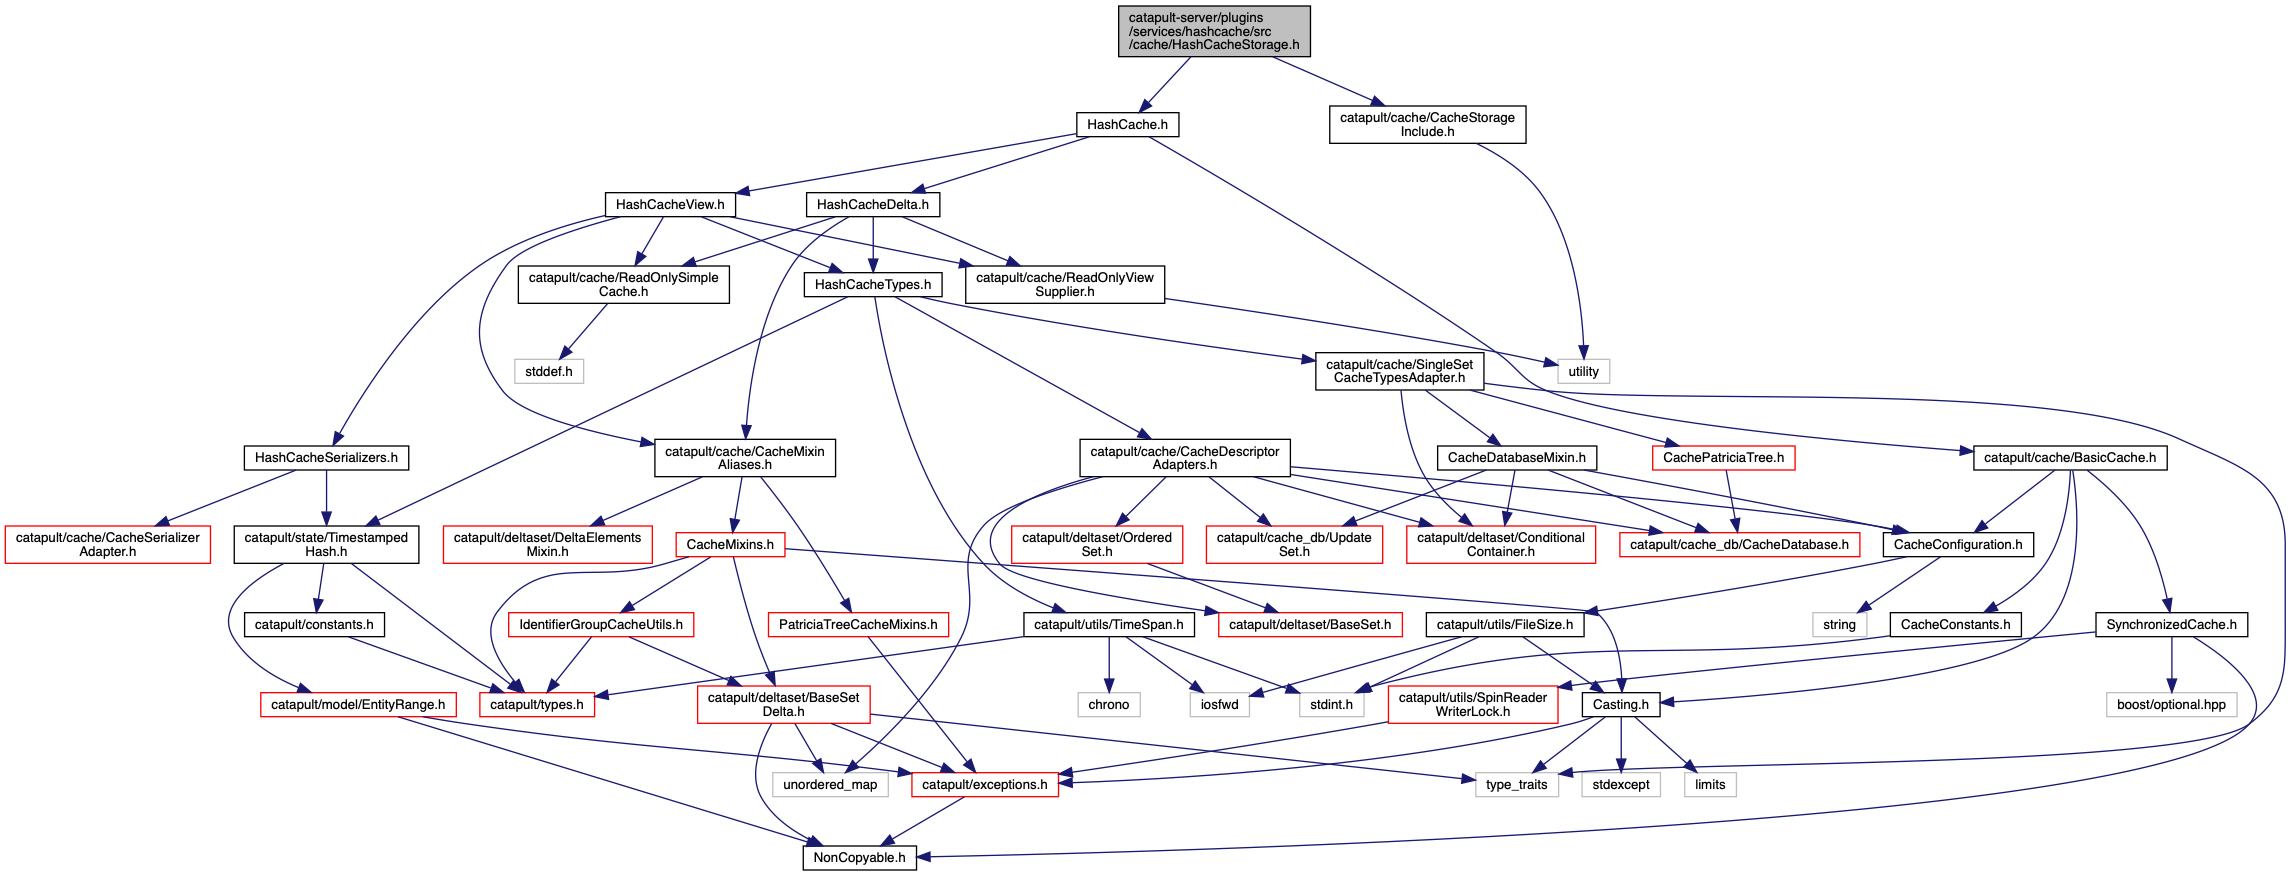 catapult-server/plugins
/services/hashcache/src
/cache/HashCacheStorage.h
HashCache.h
catapult/cache/CacheStorage
Include.h
HashCacheView.h
HashCacheDelta.h
catapult/cache/ReadOnlySimple
Cache.h
HashCacheTypes.h
catapult/cache/ReadOnlyView
Supplier.h
stddef.h
catapult/cache/SingleSet
CacheTypesAdapter.h
utility
HashCacheSerializers.h
catapult/cache/CacheMixin
Aliases.h
catapult/cache/CacheDescriptor
Adapters.h
CacheDatabaseMixin.h
CachePatriciaTree.h
catapult/cache/BasicCache.h
catapult/cache/CacheSerializer
Adapter.h
catapult/state/Timestamped
Hash.h
catapult/deltaset/DeltaElements
Mixin.h
CacheMixins.h
catapult/deltaset/Ordered
Set.h
catapult/cache_db/Update
Set.h
catapult/deltaset/Conditional
Container.h
catapult/cache_db/CacheDatabase.h
CacheConfiguration.h
catapult/constants.h
IdentifierGroupCacheUtils.h
PatriciaTreeCacheMixins.h
catapult/utils/TimeSpan.h
catapult/deltaset/BaseSet.h
catapult/utils/FileSize.h
string
CacheConstants.h
SynchronizedCache.h
catapult/model/EntityRange.h
catapult/types.h
catapult/deltaset/BaseSet
Delta.h
chrono
iosfwd
stdint.h
catapult/utils/SpinReader
WriterLock.h
Casting.h
boost/optional.hpp
unordered_map
catapult/exceptions.h
type_traits
stdexcept
limits
NonCopyable.h